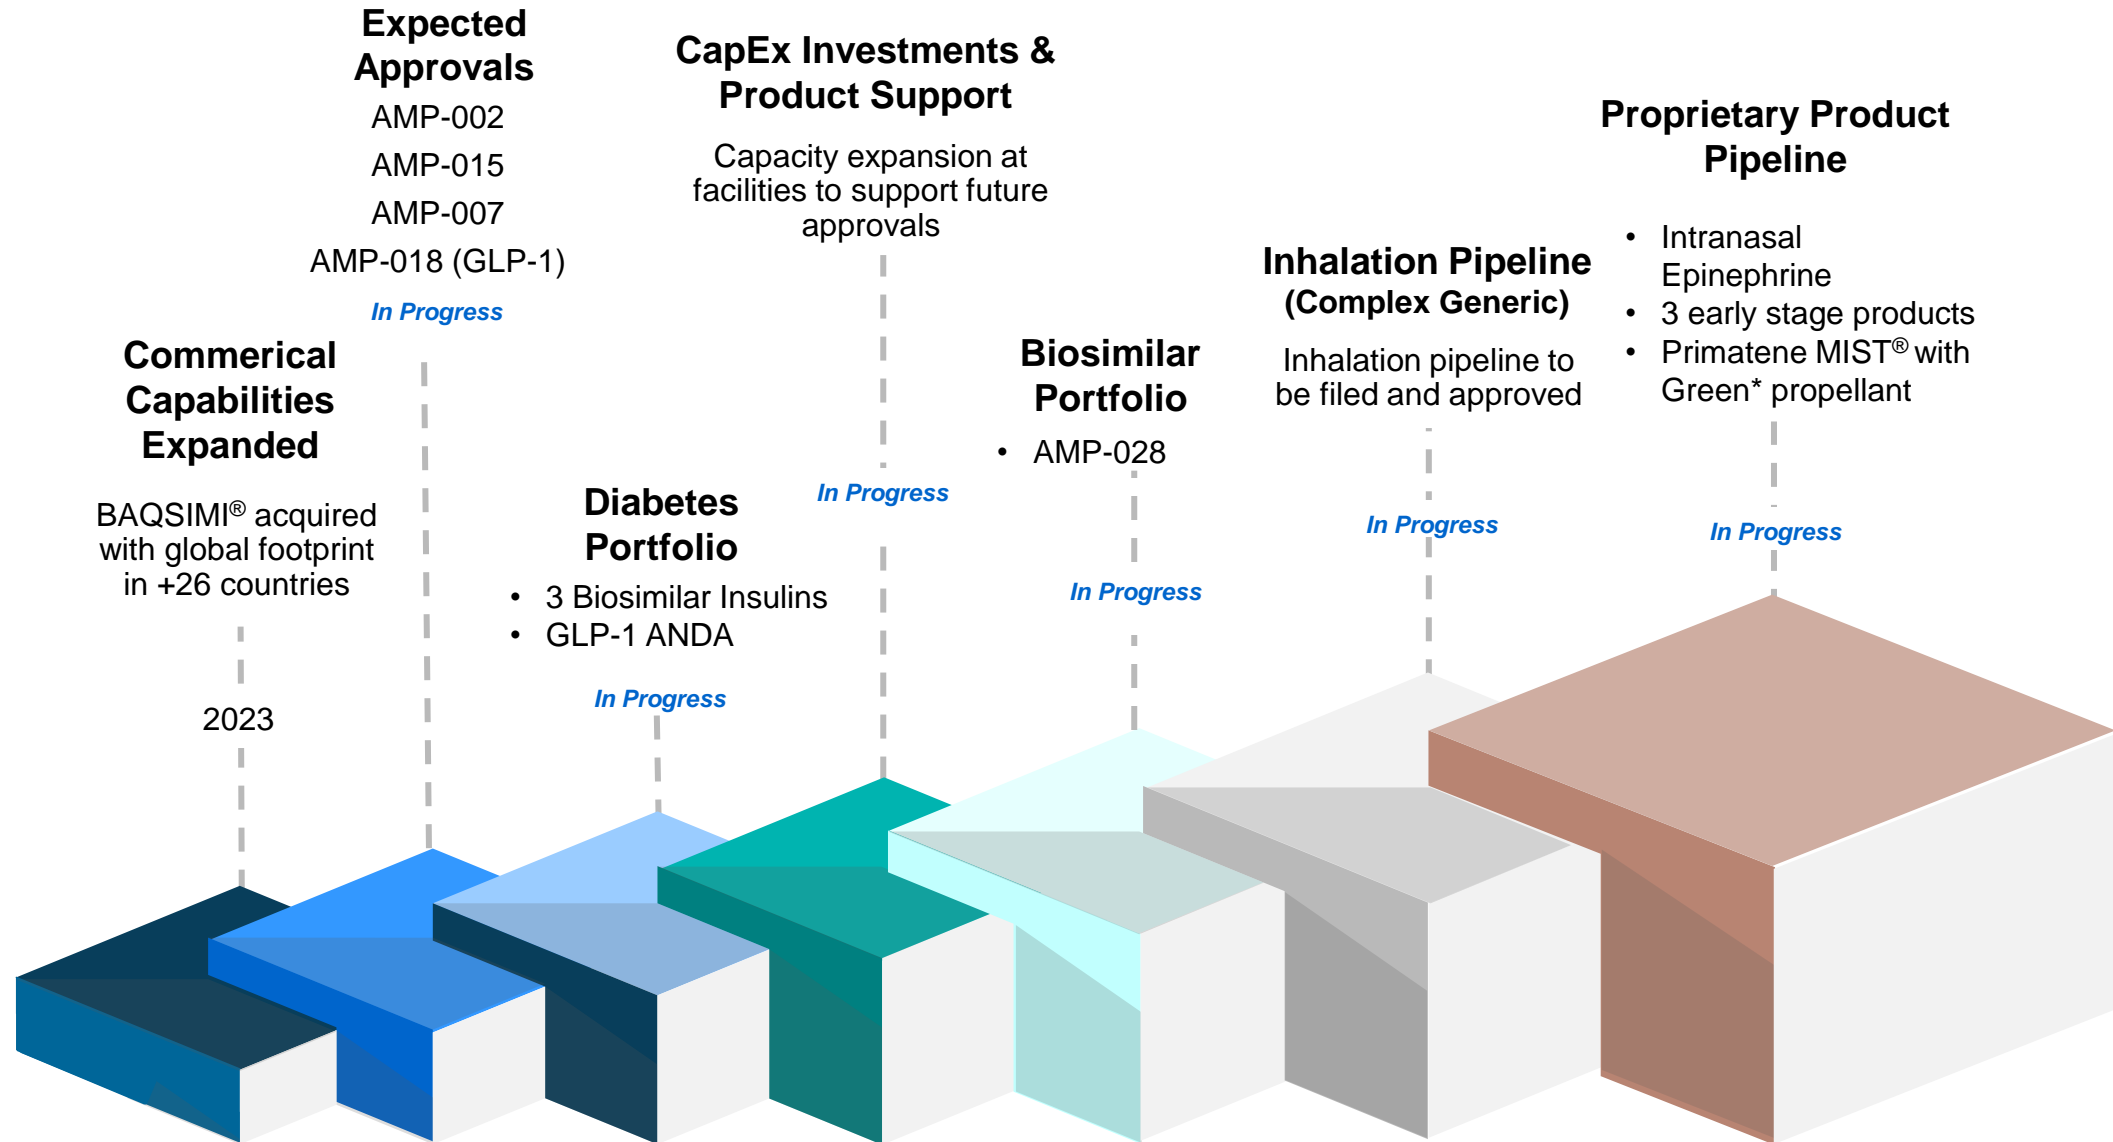 Expected
Approvals
AMP-002
AMP-015
AMP-007
AMP-018 (GLP-1)
In Progress
CapEx Investments &
Product Support
Capacity expansion at
facilities to support future
approvals
In Progress
Proprietary Product
Pipeline
• Intranasal
Epinephrine
• 3 early stage products
• Primatene MIST® with
Green* propellant
In Progress
Inhalation Pipeline
(Complex Generic)
Inhalation pipeline to
be filed and approved
In Progress
Commerical
Capabilities
Expanded
BAQSIMI® acquired
with global footprint
in +26 countries
2023
Biosimilar
Portfolio
• AMP-028
In Progress
Diabetes
Portfolio
• 3 Biosimilar Insulins
• GLP-1 ANDA
In Progress